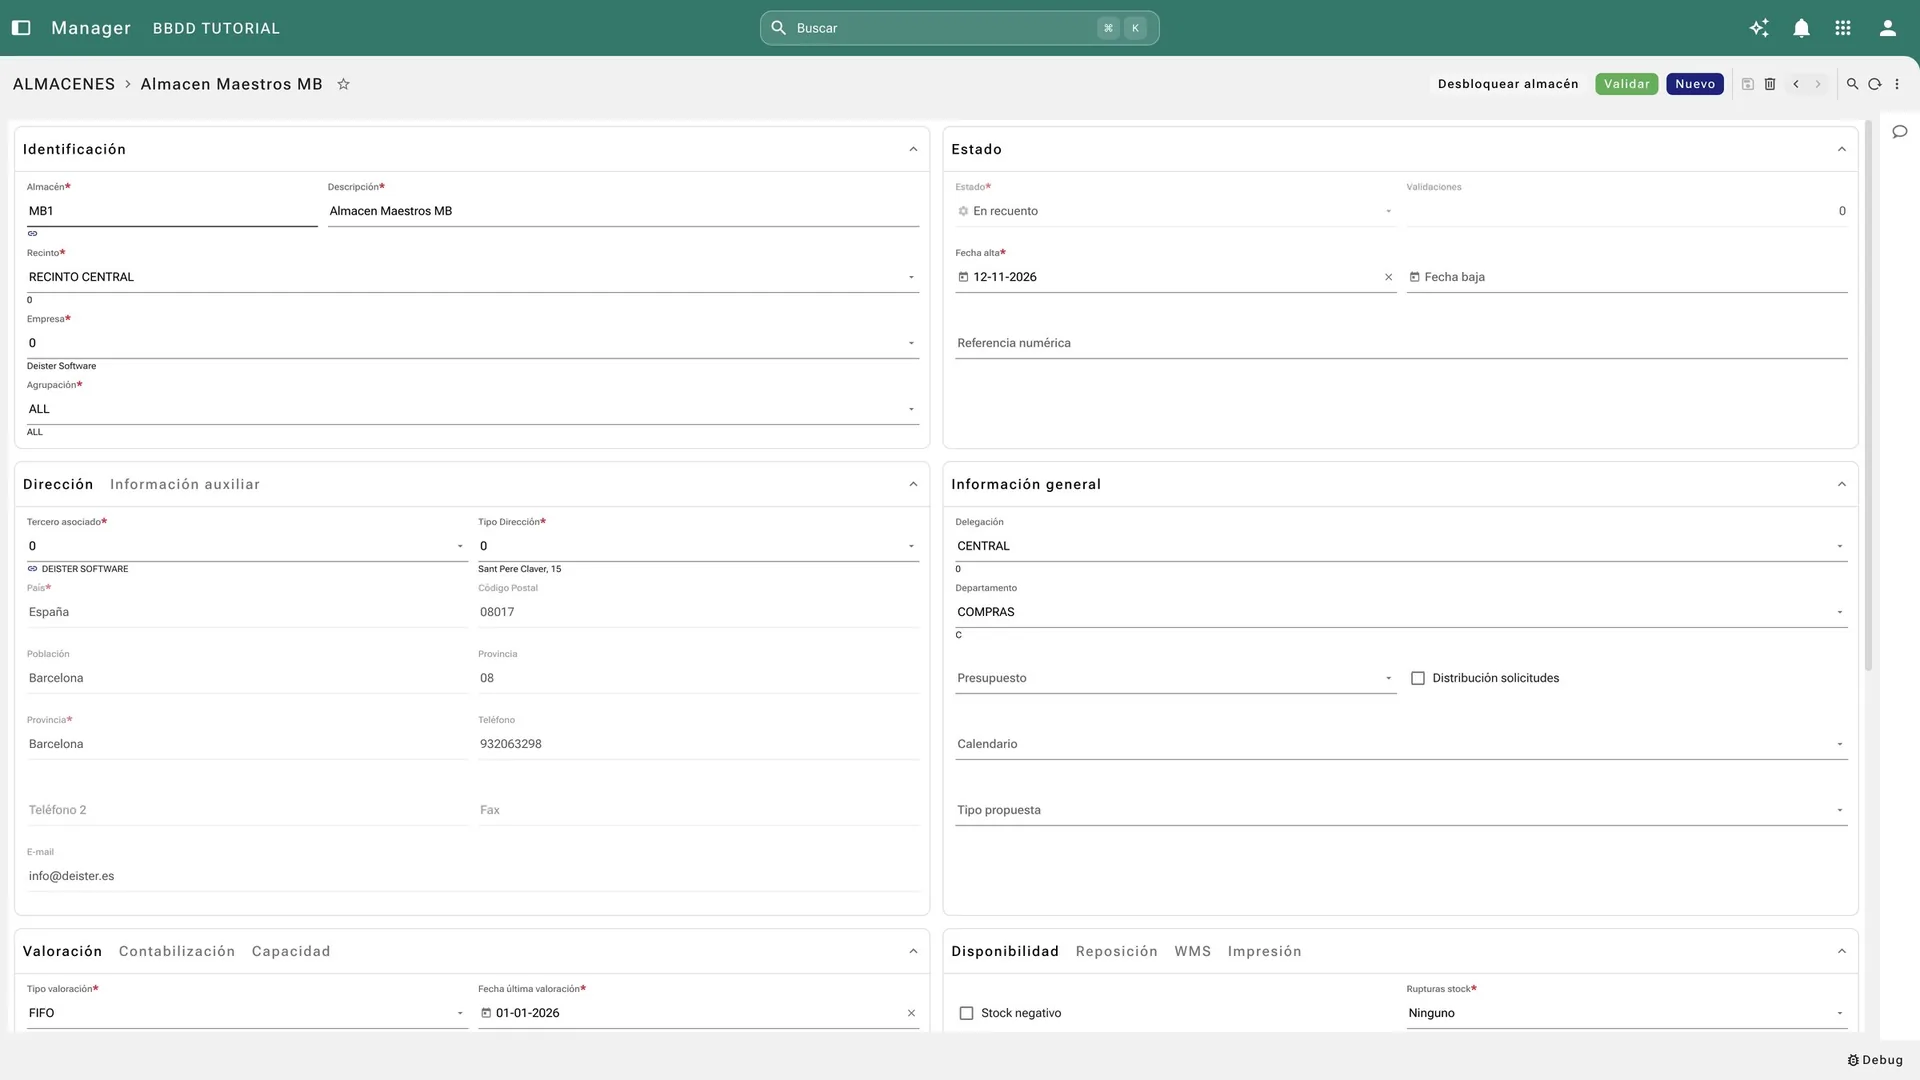 Manager BBDD TUTORIAL
Buscar ⌘ K
ALMACENES › Almacen Maestros MB
Desbloquear almacén Validar Nuevo
Identificación
Almacén* Descripción*
MB1 Almacen Maestros MB
Recinto*
RECINTO CENTRAL
0
Empresa*
0
Deister Software
Agrupación*
ALL
ALL
Estado
Estado* Validaciones
En recuento 0
Fecha alta*
12-11-2026 Fecha baja
Referencia numérica
Dirección Información auxiliar
Tercero asociado* Tipo Dirección*
0 0
DEISTER SOFTWARE Sant Pere Claver, 15
País* Código Postal
España 08017
Población Provincia
Barcelona 08
Provincia* Teléfono
Barcelona 932063298
Teléfono 2 Fax
E-mail
info@deister.es
Información general
Delegación
CENTRAL
0
Departamento
COMPRAS
C
Presupuesto Distribución solicitudes
Calendario
Tipo propuesta
Valoración Contabilización Capacidad
Tipo valoración* Fecha última valoración*
FIFO 01-01-2026
Disponibilidad Reposición WMS Impresión
Rupturas stock*
Stock negativo Ninguno
Debug